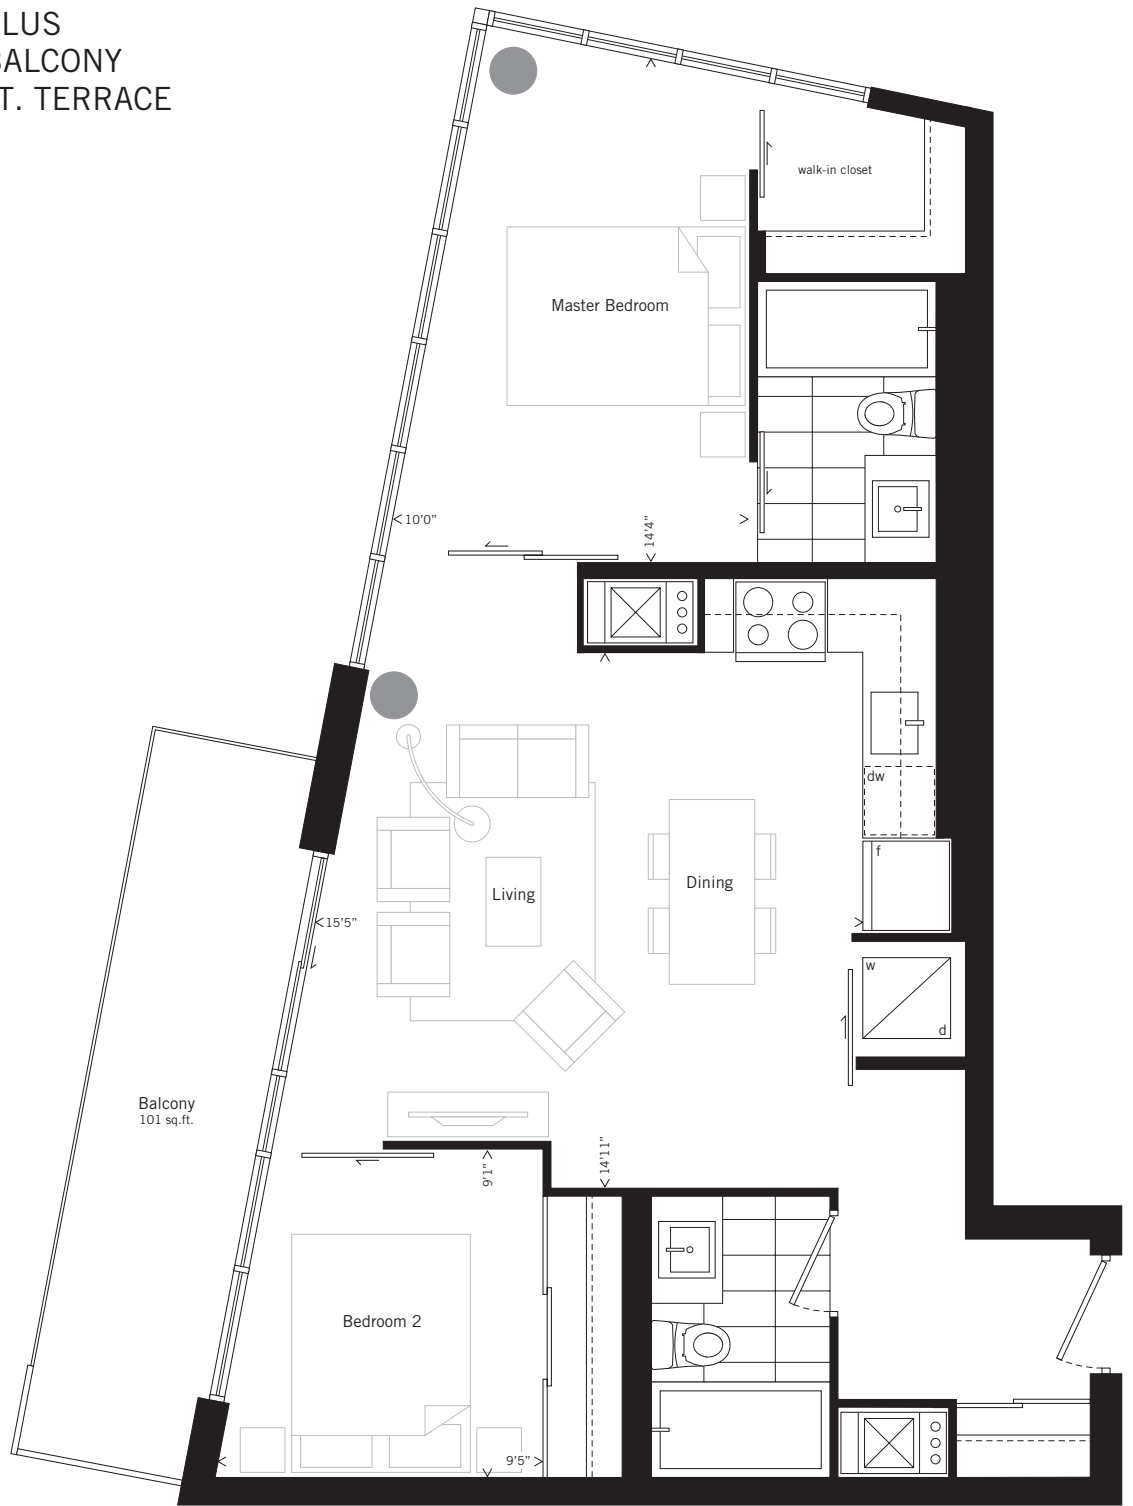 LUS
BALCONY
T. TERRACE
walk-in closet
Master Bedroom
10'0"
14'4"
dw
f
Living
Dining
15'5"
w
d
Balcony
101 sq.ft.
9'1"
14'11"
Bedroom 2
9'5"